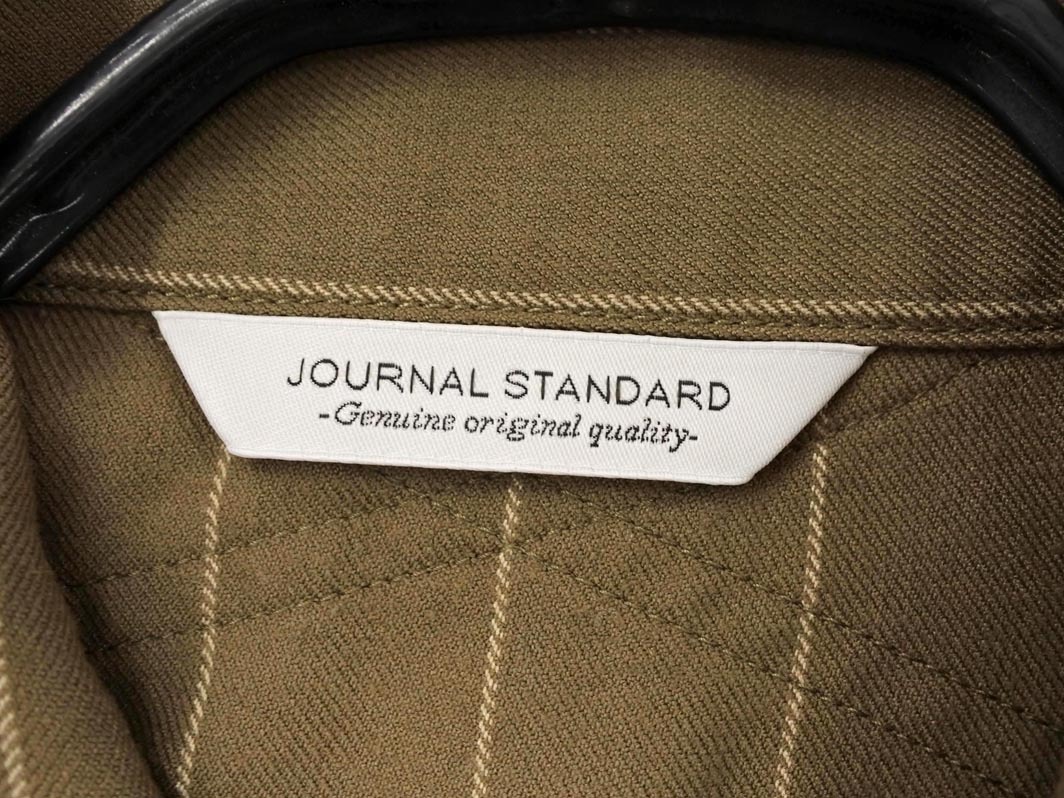 JOURNAL STANDARD
-Genuine original quality-